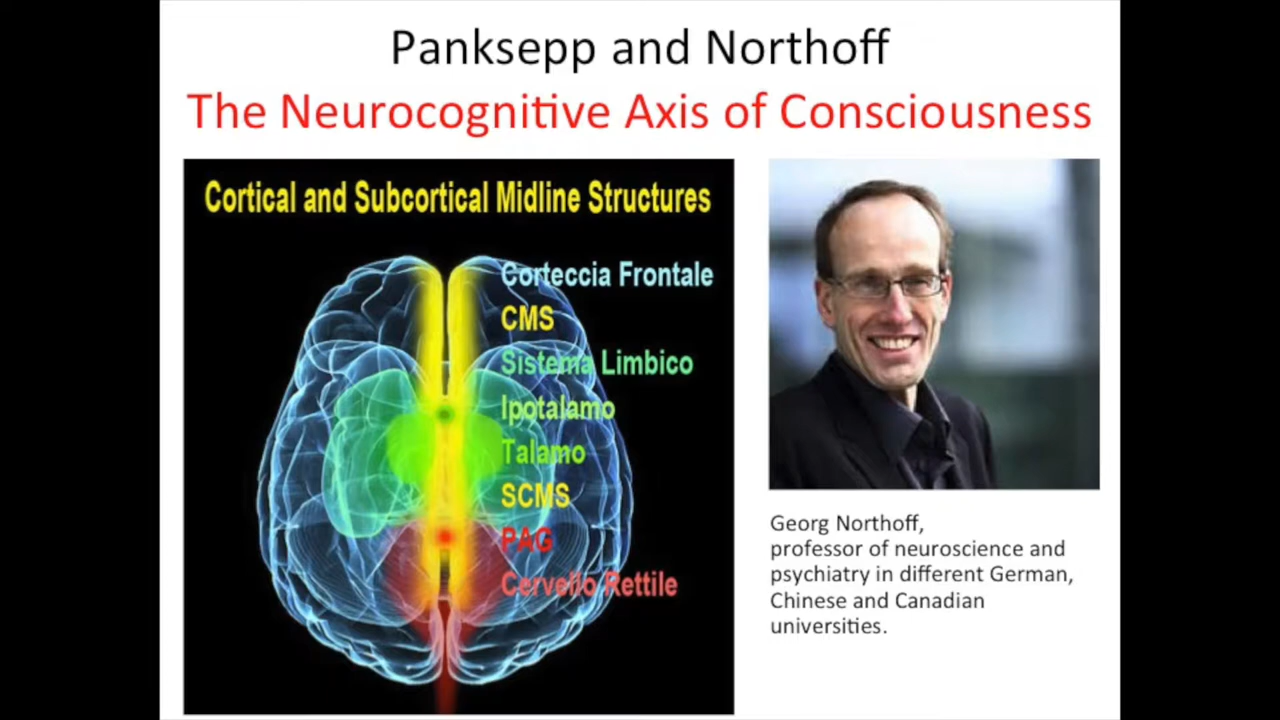 Panksepp and Northoff
The Neurocognitive Axis of Consciousness
Cortical and Subcortical Midline Structures
Corteccia Frontale
CMS
Sistema Limbico
Ipotalamo
Talamo
SCMS
PAG
Cervello Rettile
Georg Northoff,
professor of neuroscience and
psychiatry in different German,
Chinese and Canadian
universities.